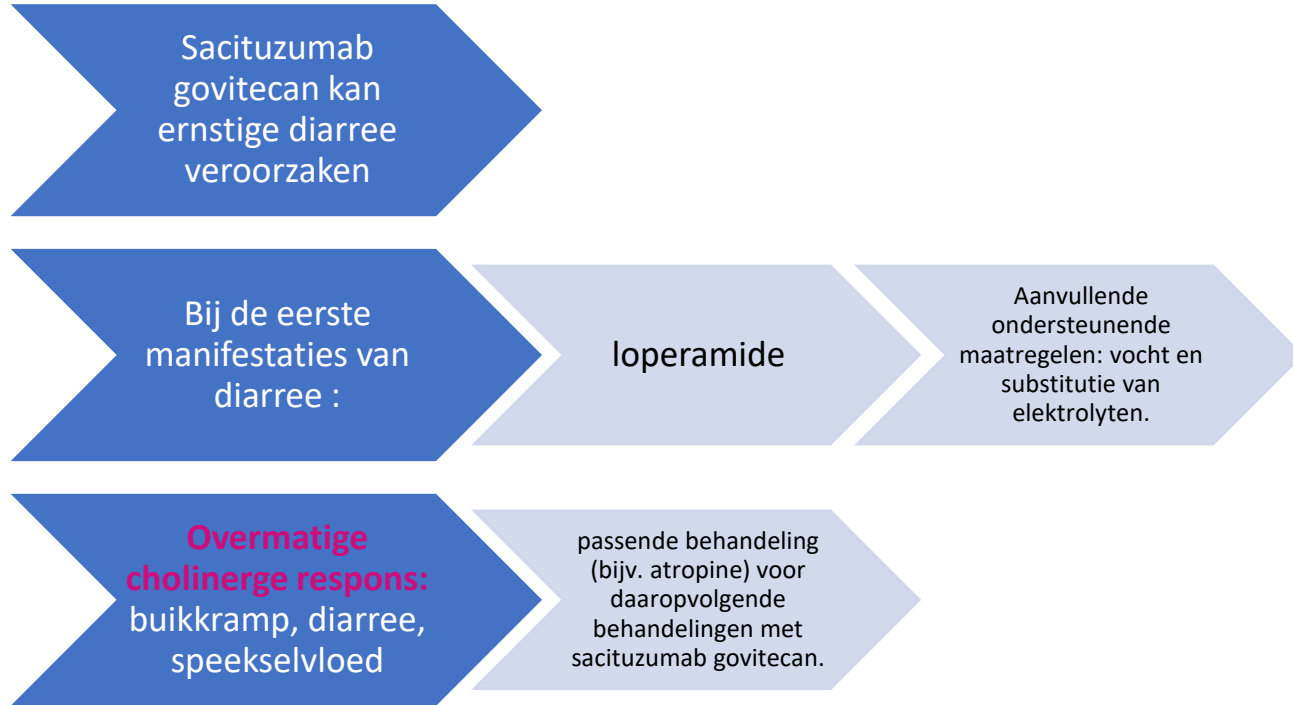 Sacituzumab
govitecan kan
ernstige diarree
veroorzaken
Bij de eerste
manifestaties van
diarree :
loperamide
Aanvullende
ondersteunende
maatregelen: vocht en
substitutie van
elektrolyten.
Overmatige
cholinerge respons:
buikkramp, diarree,
speekselvloed
passende behandeling
(bijv. atropine) voor
daaropvolgende
behandelingen met
sacituzumab govitecan.